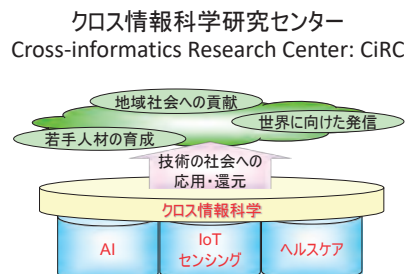 クロス情報科学研究センター
Cross-informatics Research Center: CiRC
地域社会への貢献
世界に向けた発信
若手人材の育成
技術の社会への
応用・還元
クロス情報科学
AI
IoT
センシング
ヘルスケア